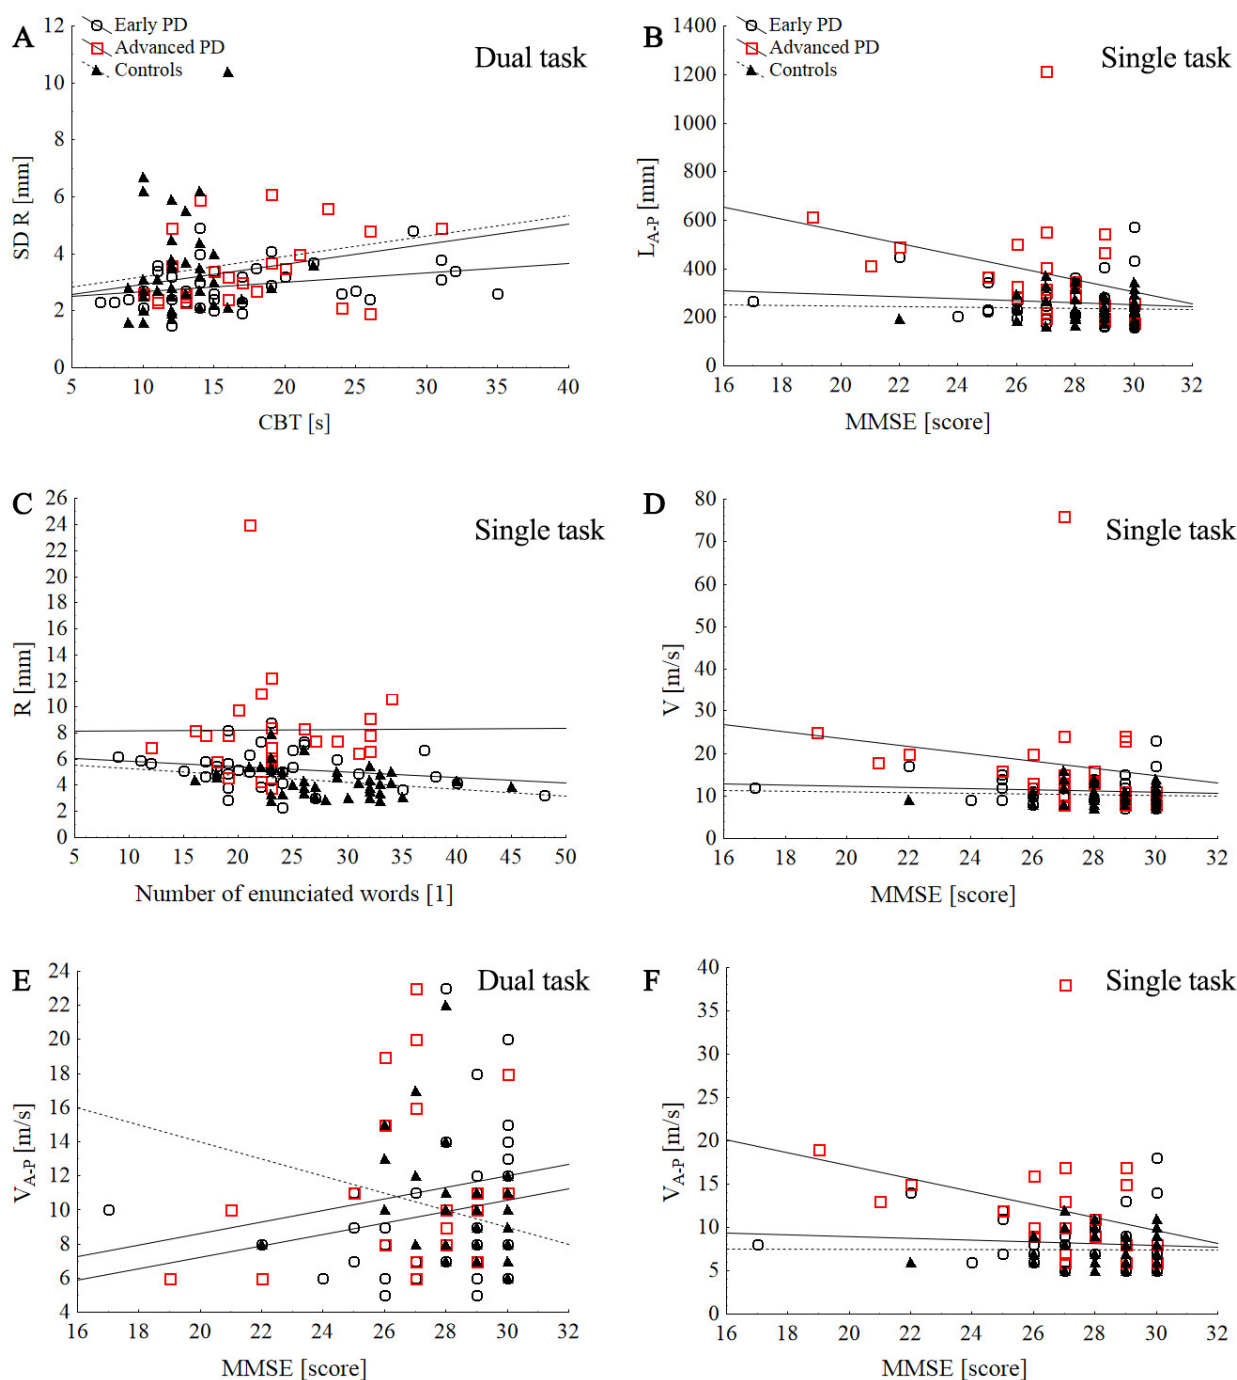 A
Early PD
Advanced PD
Controls
Dual task
SD R [mm]
12
10
8
6
4
2
0
5 10 15 20 25 30 35 40
CBT [s]
B
Early PD
Advanced PD
Controls
Single task
L A-P [mm]
1400
1200
1000
800
600
400
200
0
16 18 20 22 24 26 28 30 32
MMSE [score]
C
Single task
R [mm]
26
24
22
20
18
16
14
12
10
8
6
4
2
0
5 10 15 20 25 30 35 40 45 50
Number of enunciated words [1]
D
Single task
V [m/s]
80
70
60
50
40
30
20
10
0
16 18 20 22 24 26 28 30 32
MMSE [score]
E
Dual task
V A-P [m/s]
24
22
20
18
16
14
12
10
8
6
4
16 18 20 22 24 26 28 30 32
MMSE [score]
F
Single task
V A-P [m/s]
40
35
30
25
20
15
10
5
0
16 18 20 22 24 26 28 30 32
MMSE [score]